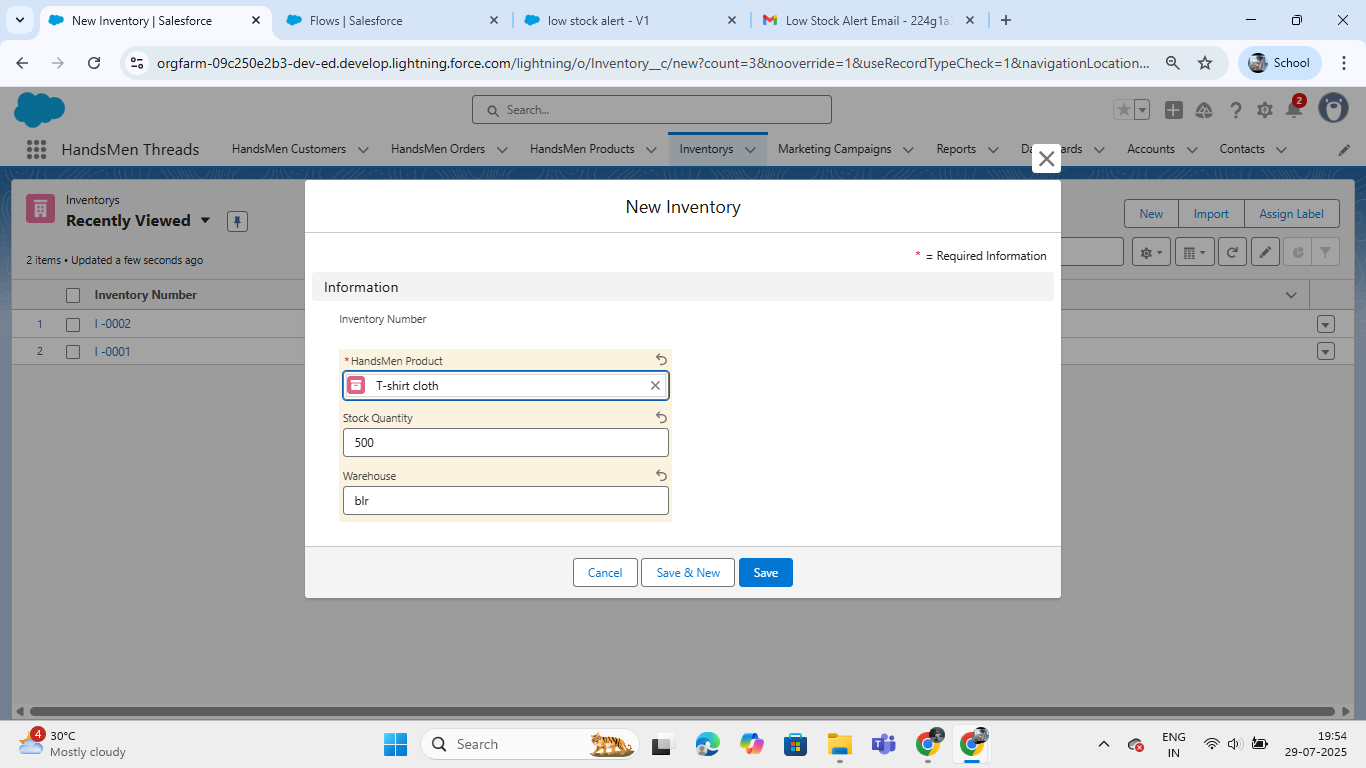 New Inventory | Salesforce
Flows | Salesforce
low stock alert - V1
Low Stock Alert Email - 224g1a
orgfarm-09c250e2b3-dev-ed.develop.lightning.force.com/lightning/o/Inventory__c/new?count=3&nooverride=1&useRecordTypeCheck=1&navigationLocation...
School
Search...
2
HandsMen Threads
HandsMen Customers
HandsMen Orders
HandsMen Products
Inventorys
Marketing Campaigns
Reports
Accounts
Contacts
Inventorys
Recently Viewed
New
Import
Assign Label
2 items • Updated a few seconds ago
Inventory Number
1
I -0002
2
I -0001
New Inventory
* = Required Information
Information
Inventory Number
*HandsMen Product
T-shirt cloth
Stock Quantity
500
Warehouse
blr
Cancel
Save & New
Save
4
30°C
Mostly cloudy
Search
ENG
IN
19:54
29-07-2025